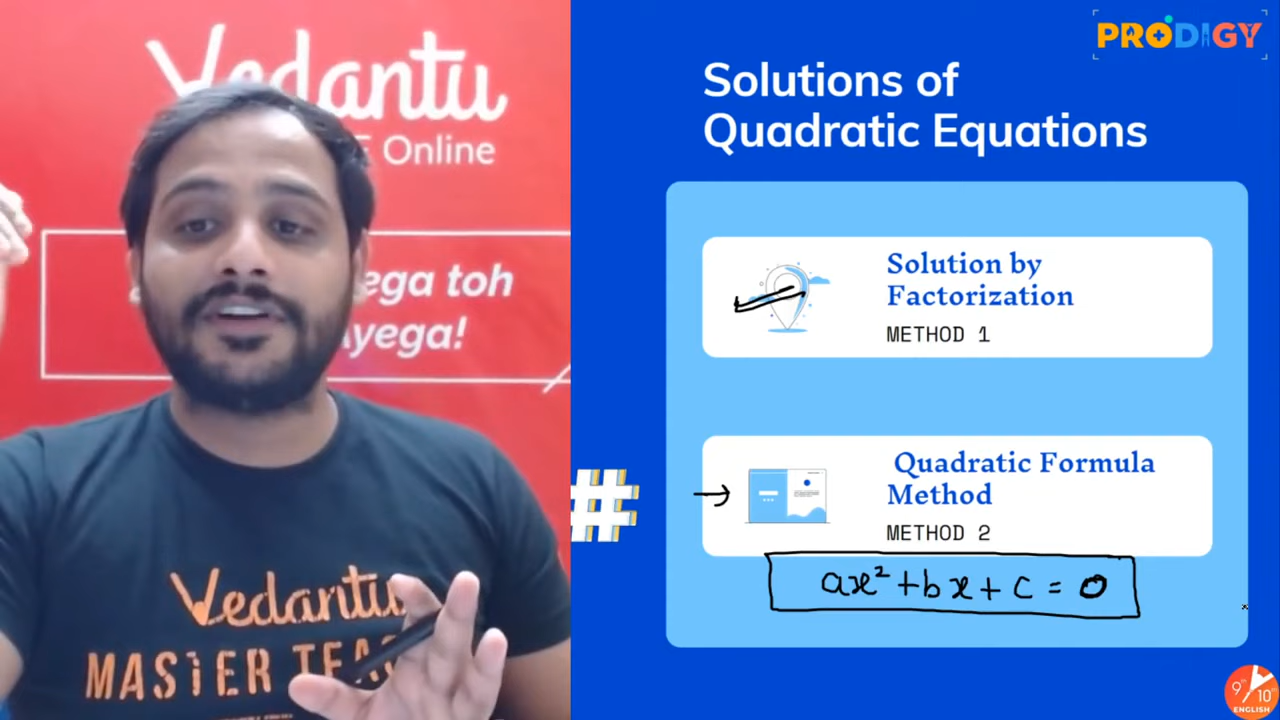 Vedantu
E Online
ega toh
yega!
Vedantu
MASTER TEAC
PRODIGY
Solutions of
Quadratic Equations
Solution by
Factorization
METHOD 1
#
Quadratic Formula
Method
METHOD 2
ax² + bx + c = 0
9th 10th
ENGLISH